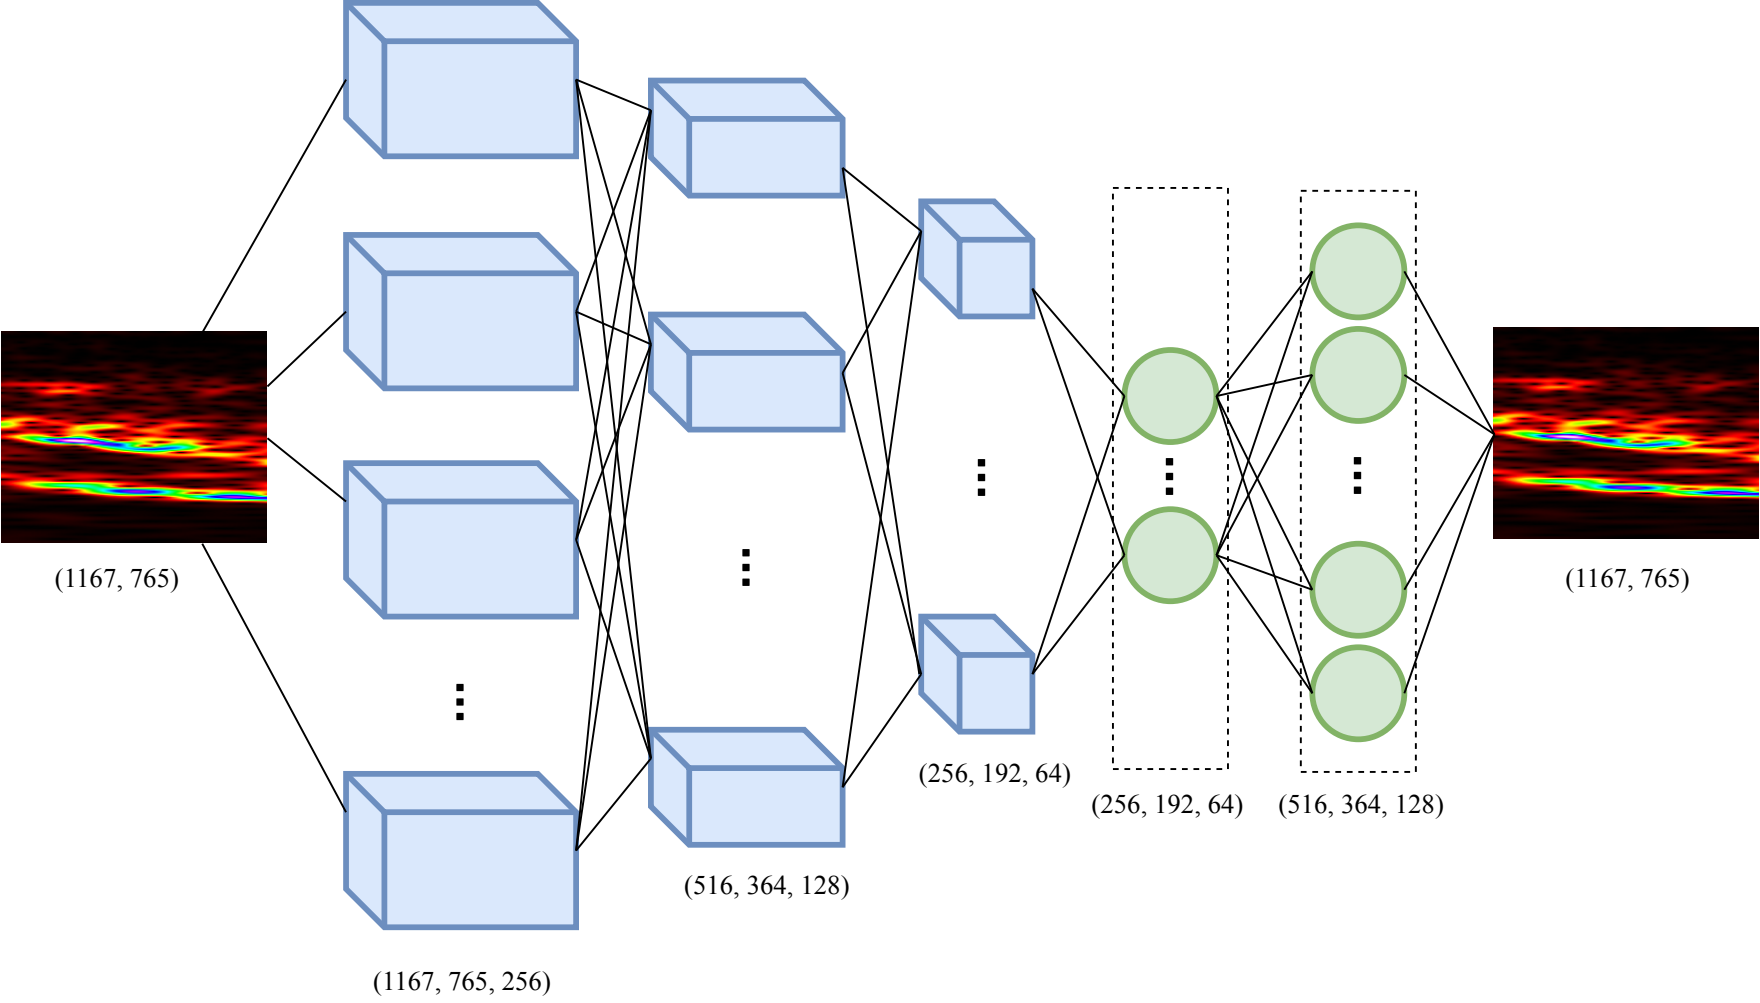 (1167, 765)
(1167, 765, 256)
(516, 364, 128)
(256, 192, 64)
(256, 192, 64)
(516, 364, 128)
(1167, 765)